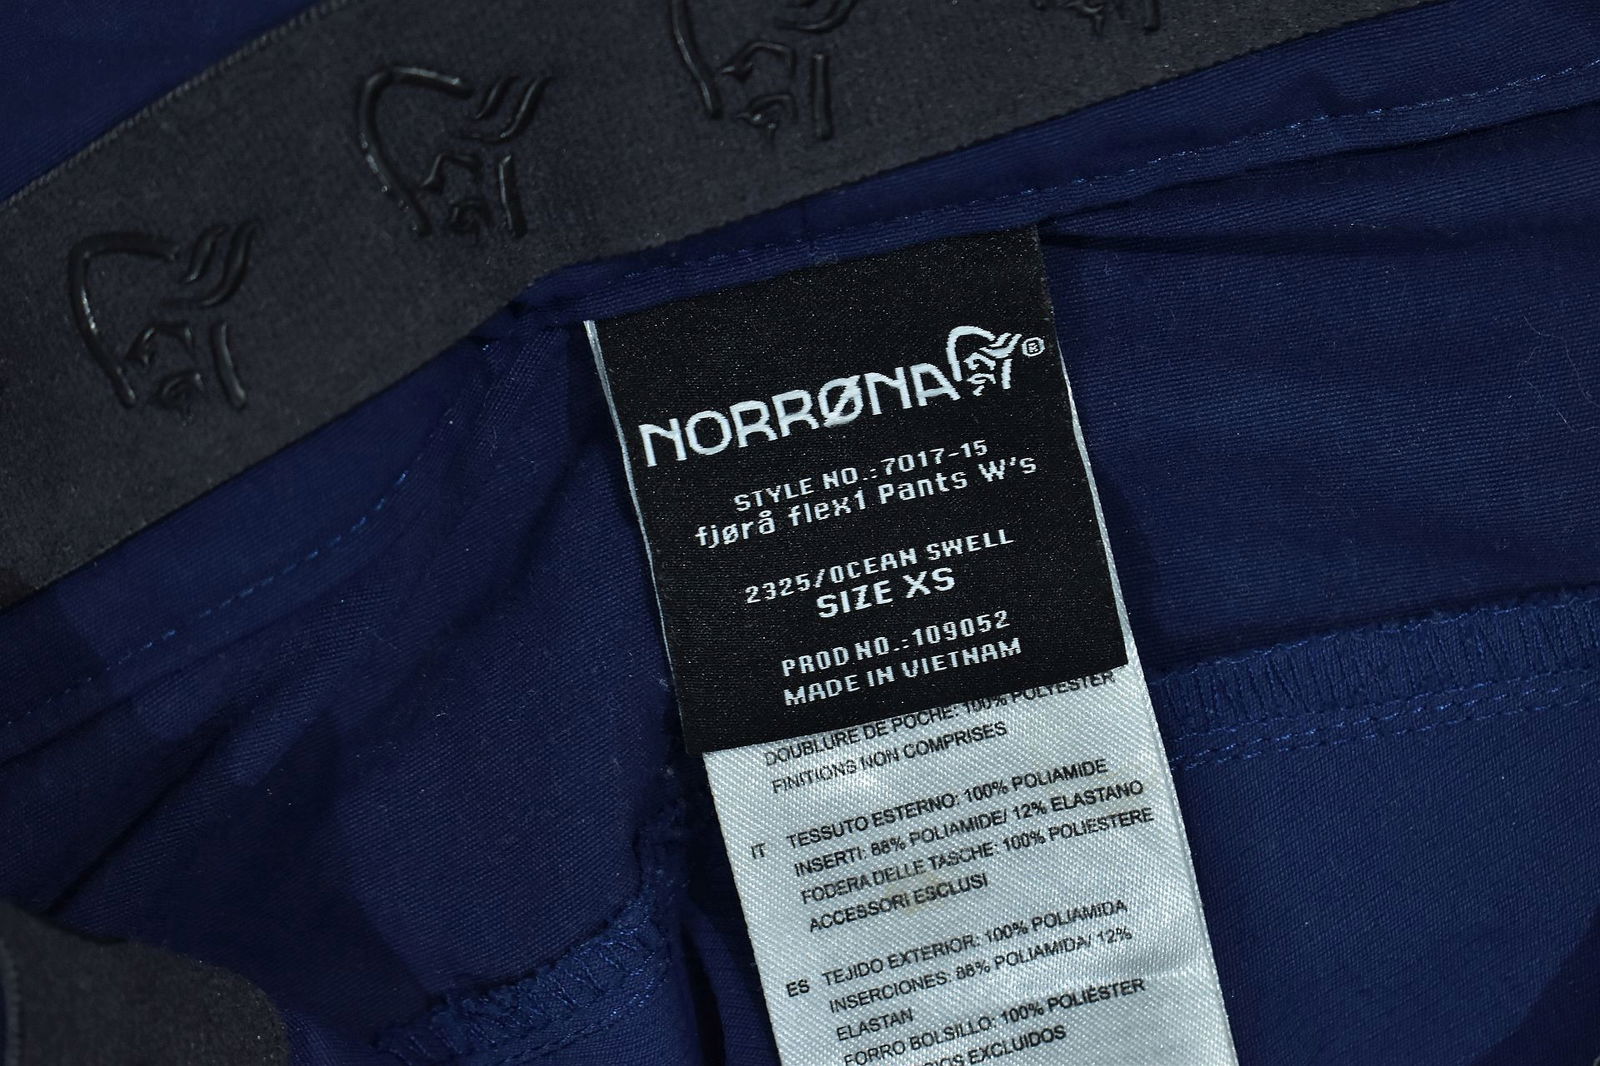 NORRØNA®
STYLE NO.:7017-15
fjørå flex1 Pants W's
2325/OCEAN SWELL
SIZE XS
PROD NO.:109052
MADE IN VIETNAM
DOUBLURE DE POCHE: 100% POLYESTER
FINITIONS NON COMPRISES
IT TESSUTO ESTERNO: 100% POLIAMIDE
INSERTI: 88% POLIAMIDE/ 12% ELASTANO
FODERA DELLE TASCHE: 100% POLIESTERE
ACCESSORI ESCLUSI
ES TEJIDO EXTERIOR: 100% POLIAMIDA
INSERCIONES: 88% POLIAMIDA/ 12%
ELASTAN
FORRO BOLSILLO: 100% POLIÉSTER
EXCLUIDOS